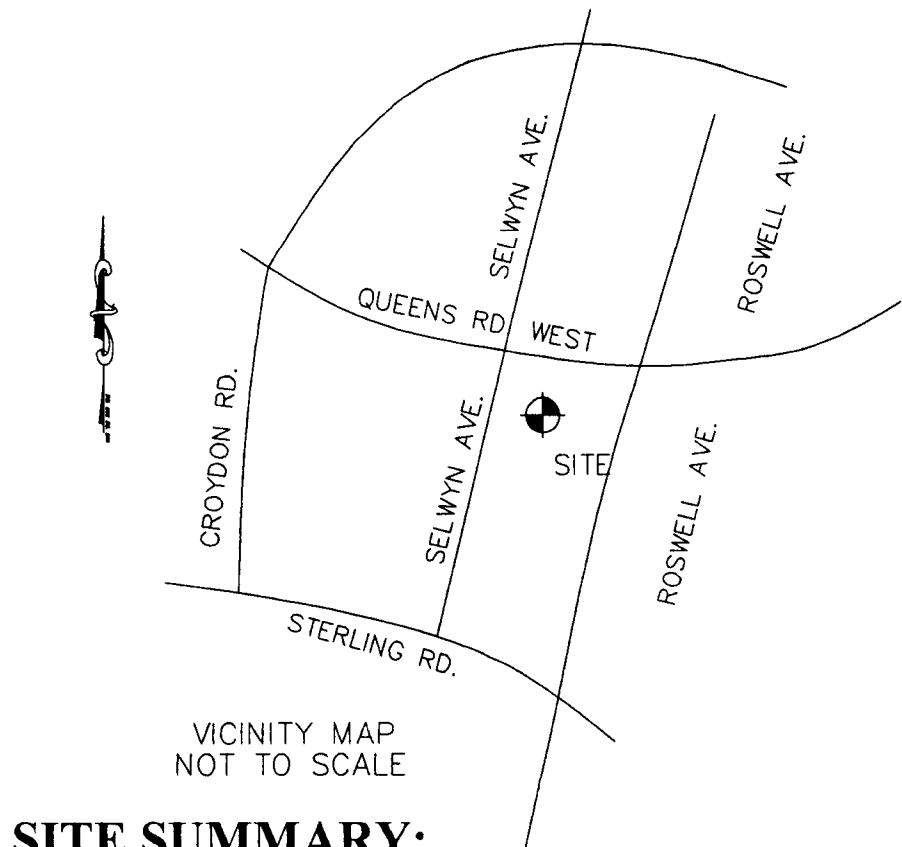 SELWYN AVE.
ROSWELL AVE.
QUEENS RD WEST
CROYDON RD.
SELWYN AVE.
SITE
ROSWELL AVE.
STERLING RD.
VICINITY MAP
NOT TO SCALE
SITE SUMMARY: